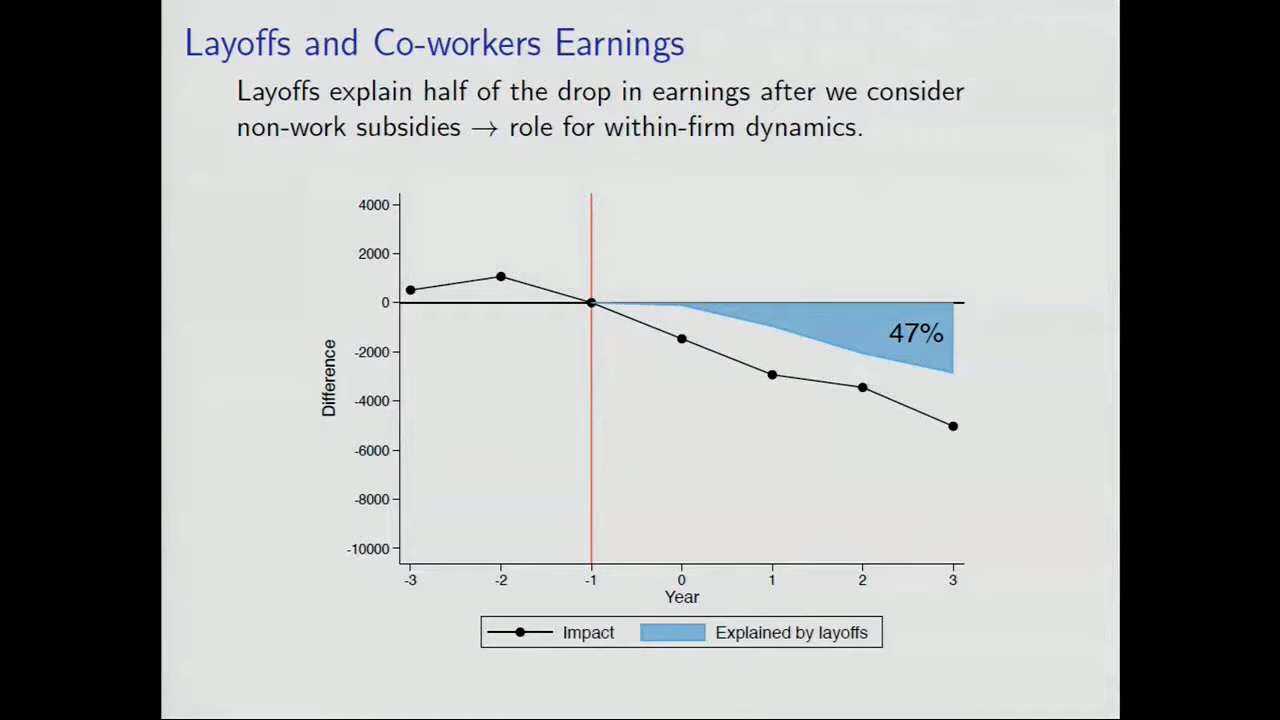 Layoffs and Co-workers Earnings
Layoffs explain half of the drop in earnings after we consider
non-work subsidies → role for within-firm dynamics.
4000
2000
0
-2000
-4000
-6000
-8000
-10000
Difference
47%
-3 -2 -1 0 1 2 3
Year
Impact Explained by layoffs